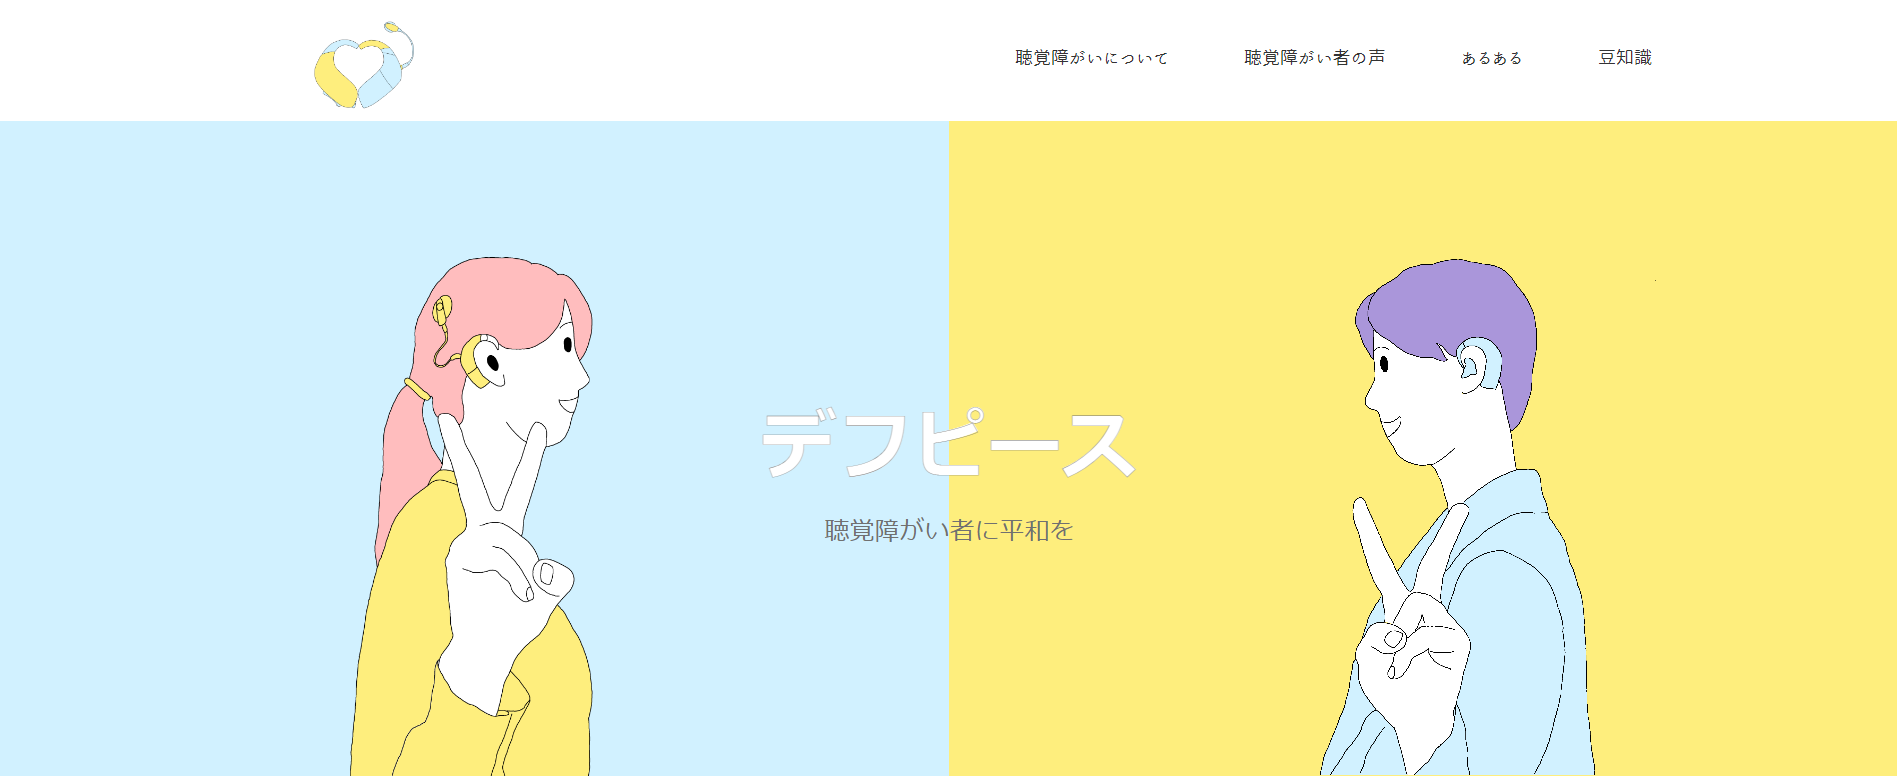 聴覚障がいについて
聴覚障がい者の声
あるある
豆知識
デフピース
聴覚障がい者に平和を